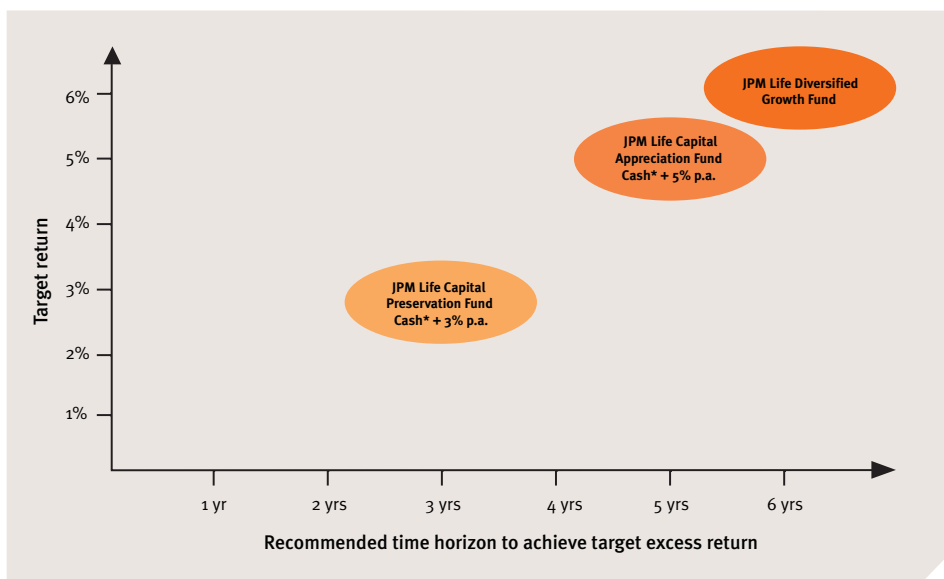 Target return
6%
5%
4%
3%
2%
1%
JPM Life Diversified
Growth Fund
JPM Life Capital
Appreciation Fund
Cash* + 5% p.a.
JPM Life Capital
Preservation Fund
Cash* + 3% p.a.
1 yr
2 yrs
3 yrs
4 yrs
5 yrs
6 yrs
Recommended time horizon to achieve target excess return